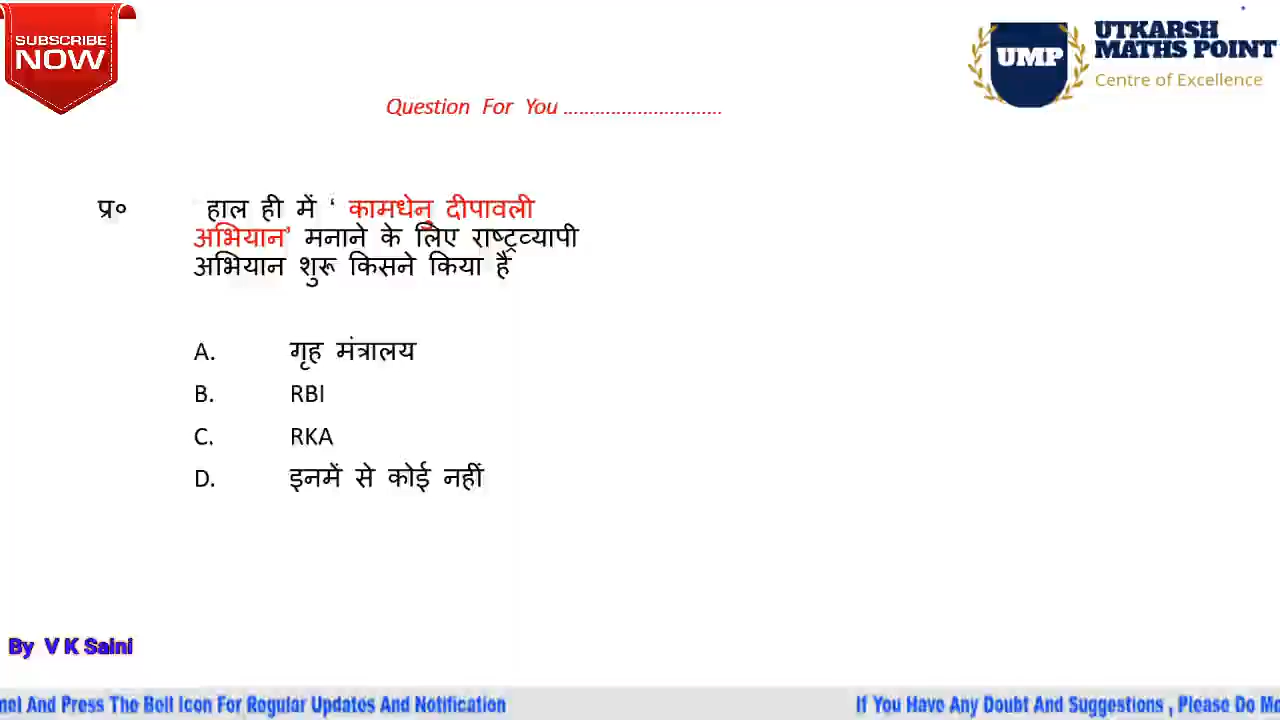 SUBSCRIBE
NOW
UMP
UTKARSH
MATHS POINT
Centre of Excellence
Question For You ..............................
प्र० हाल ही में ‘ कामधेनु दीपावली
अभियान’ मनाने के लिए राष्ट्रव्यापी
अभियान शुरू किसने किया है
A. गृह मंत्रालय
B. RBI
C. RKA
D. इनमें से कोई नहीं
By V K Saini
nel And Press The Bell Icon For Regular Updates And Notification If You Have Any Doubt And Suggestions , Please Do